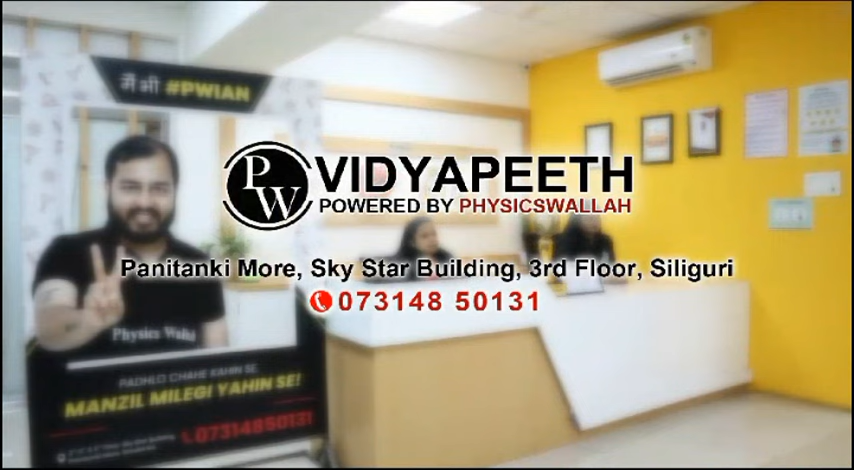 मैं भी #PWIAN
PW
VIDYAPEETH
POWERED BY PHYSICSWALLAH
Panitanki More, Sky Star Building, 3rd Floor, Siliguri
073148 50131
Physics Wallah
PADHLO CHAHE KAHIN SE,
MANZIL MILEGI YAHIN SE!
07314850131